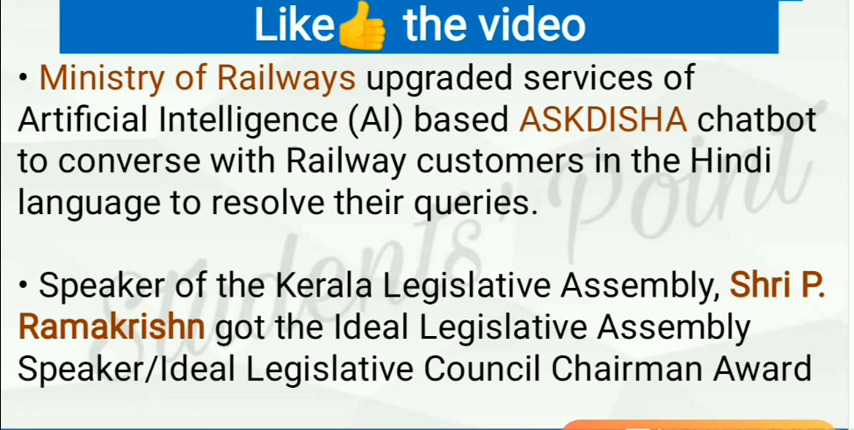 Like👍 the video
• Ministry of Railways upgraded services of
Artificial Intelligence (AI) based ASKDISHA chatbot
to converse with Railway customers in the Hindi
language to resolve their queries.
• Speaker of the Kerala Legislative Assembly, Shri P.
Ramakrishn got the Ideal Legislative Assembly
Speaker/Ideal Legislative Council Chairman Award
Students' Point